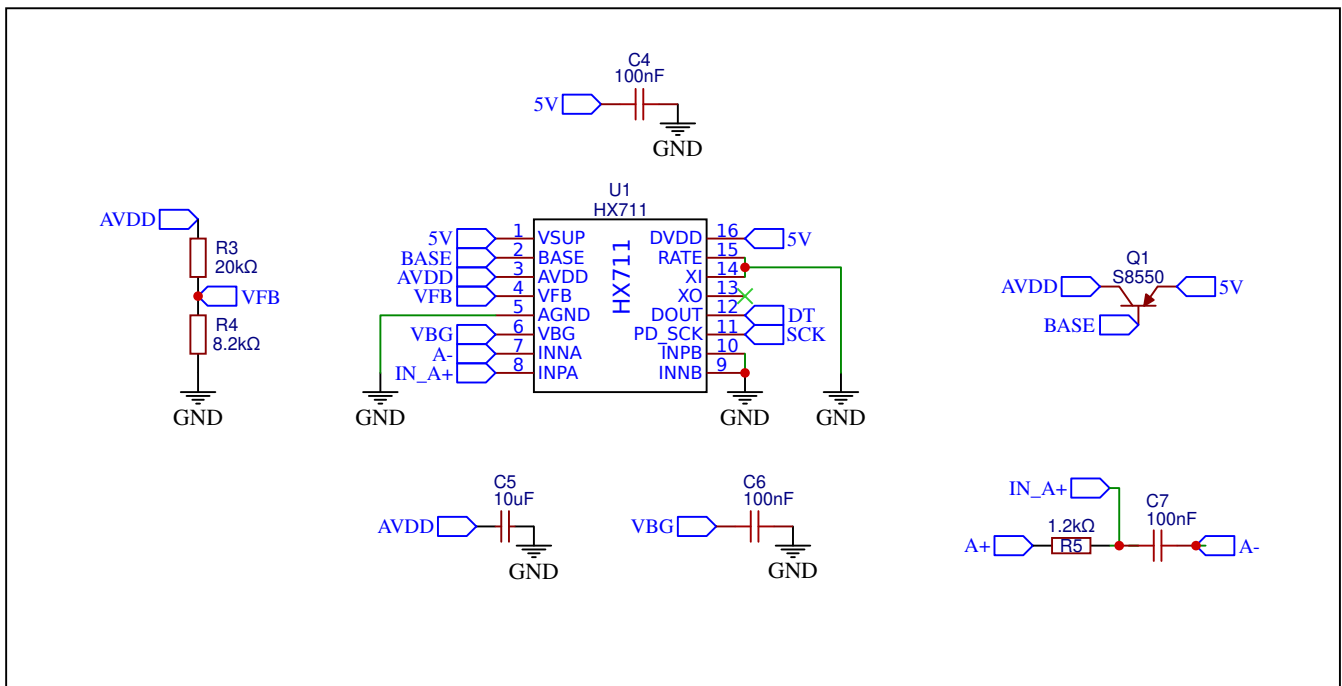 C4
100nF
5V
GND
AVDD
R3
20kΩ
VFB
R4
8.2kΩ
GND
U1
HX711
HX711
5V 1 VSUP
BASE 2 BASE
AVDD 3 AVDD
VFB 4 VFB
5 AGND
VBG 6 VBG
A- 7 INNA
IN_A+ 8 INPA
DVDD 16 5V
RATE 15
XI 14
XO 13
DOUT 12 DT
PD_SCK 11 SCK
INPB 10
INNB 9
GND
GND
GND
Q1
S8550
AVDD
5V
BASE
C5
10uF
AVDD
GND
C6
100nF
VBG
GND
IN_A+
C7
100nF
1.2kΩ
A+
R5
A-